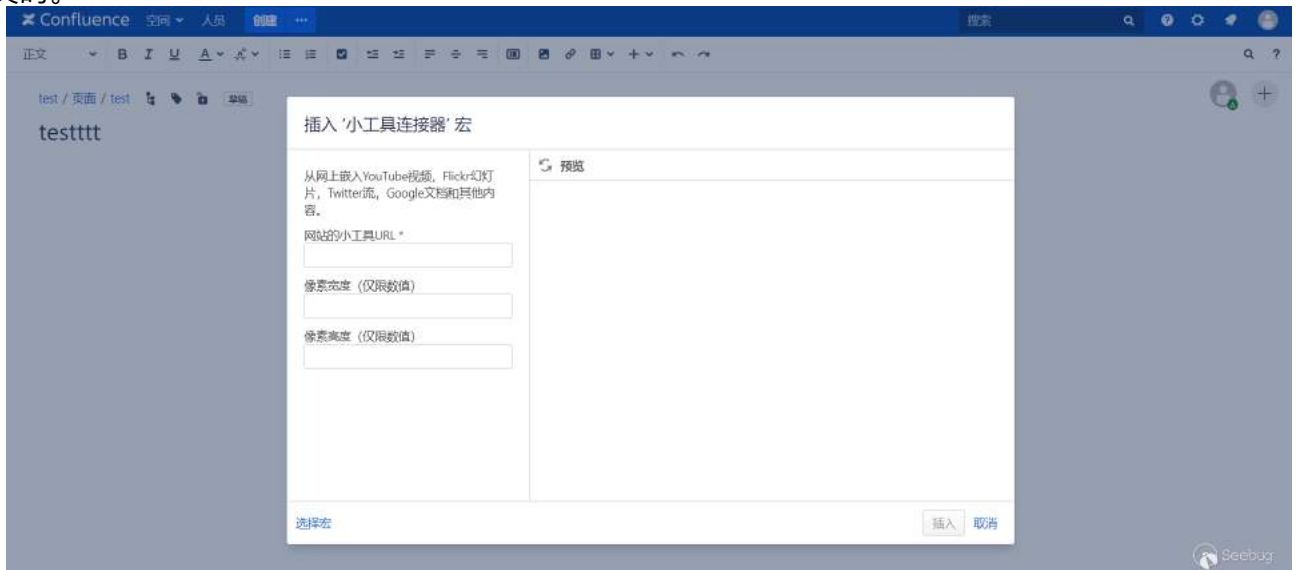 Confluence 空间 人员 创建 ··· 搜索
正文 B I U A
test / 页面 / test 草稿
testttt
插入 ‘小工具连接器’ 宏
从网上嵌入YouTube视频，Flickr幻灯
片，Twitter流，Google文档和其他内
容。
预览
网站的小工具URL *
像素宽度（仅限数值）
像素高度（仅限数值）
选择宏
插入 取消
Seebug